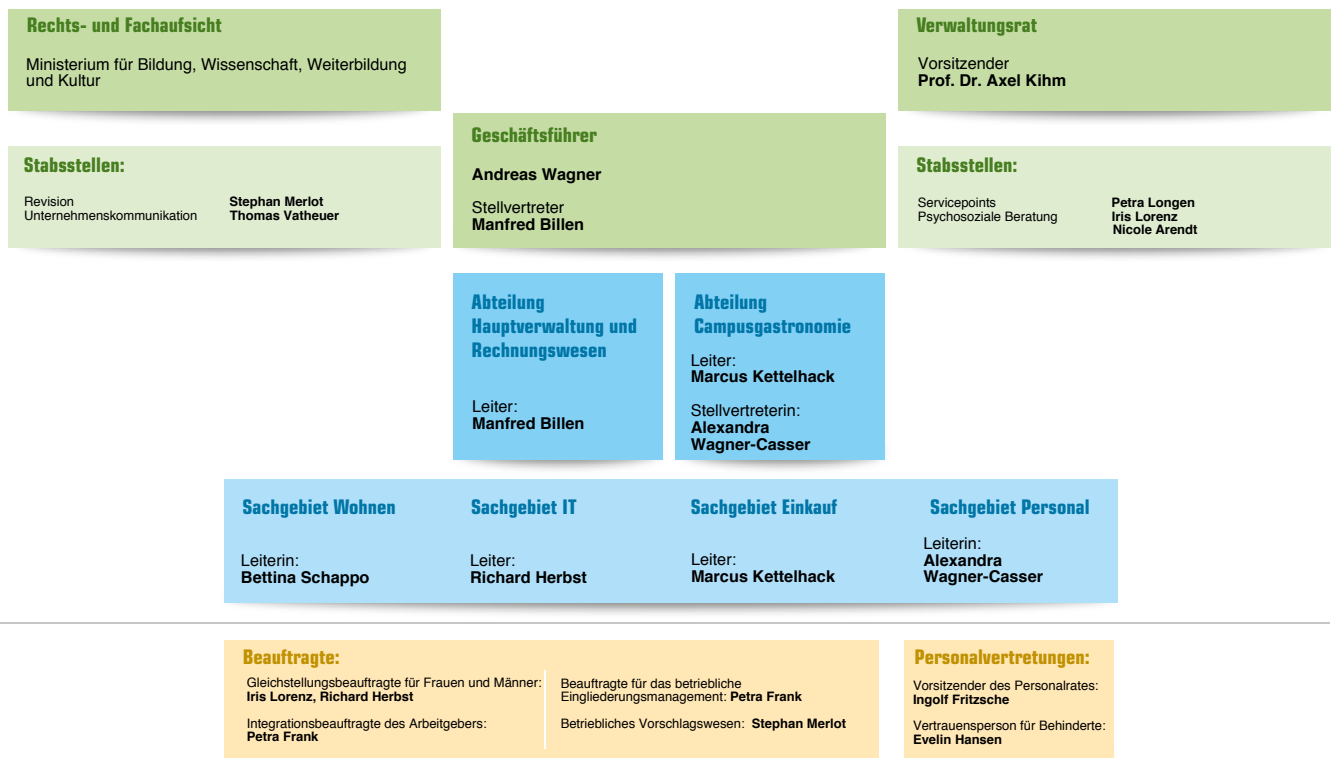 Rechts- und Fachaufsicht
Ministerium für Bildung, Wissenschaft, Weiterbildung
und Kultur
Verwaltungsrat
Vorsitzender
Prof. Dr. Axel Kihm
Geschäftsführer
Andreas Wagner
Stellvertreter
Manfred Billen
Stabsstellen:
Revision Stephan Merlot
Unternehmenskommunikation Thomas Vatheuer
Stabsstellen:
Servicepoints Petra Longen
Psychosoziale Beratung Iris Lorenz
Nicole Arendt
Abteilung
Hauptverwaltung und
Rechnungswesen
Leiter:
Manfred Billen
Abteilung
Campusgastronomie
Leiter:
Marcus Kettelhack
Stellvertreterin:
Alexandra
Wagner-Casser
Sachgebiet Wohnen
Leiterin:
Bettina Schappo
Sachgebiet IT
Leiter:
Richard Herbst
Sachgebiet Einkauf
Leiter:
Marcus Kettelhack
Sachgebiet Personal
Leiterin:
Alexandra
Wagner-Casser
Beauftragte:
Gleichstellungsbeauftragte für Frauen und Männer:
Iris Lorenz, Richard Herbst
Integrationsbeauftragte des Arbeitgebers:
Petra Frank
Beauftragte für das betriebliche
Eingliederungsmanagement: Petra Frank
Betriebliches Vorschlagswesen: Stephan Merlot
Personalvertretungen:
Vorsitzender des Personalrates:
Ingolf Fritzsche
Vertrauensperson für Behinderte:
Evelin Hansen